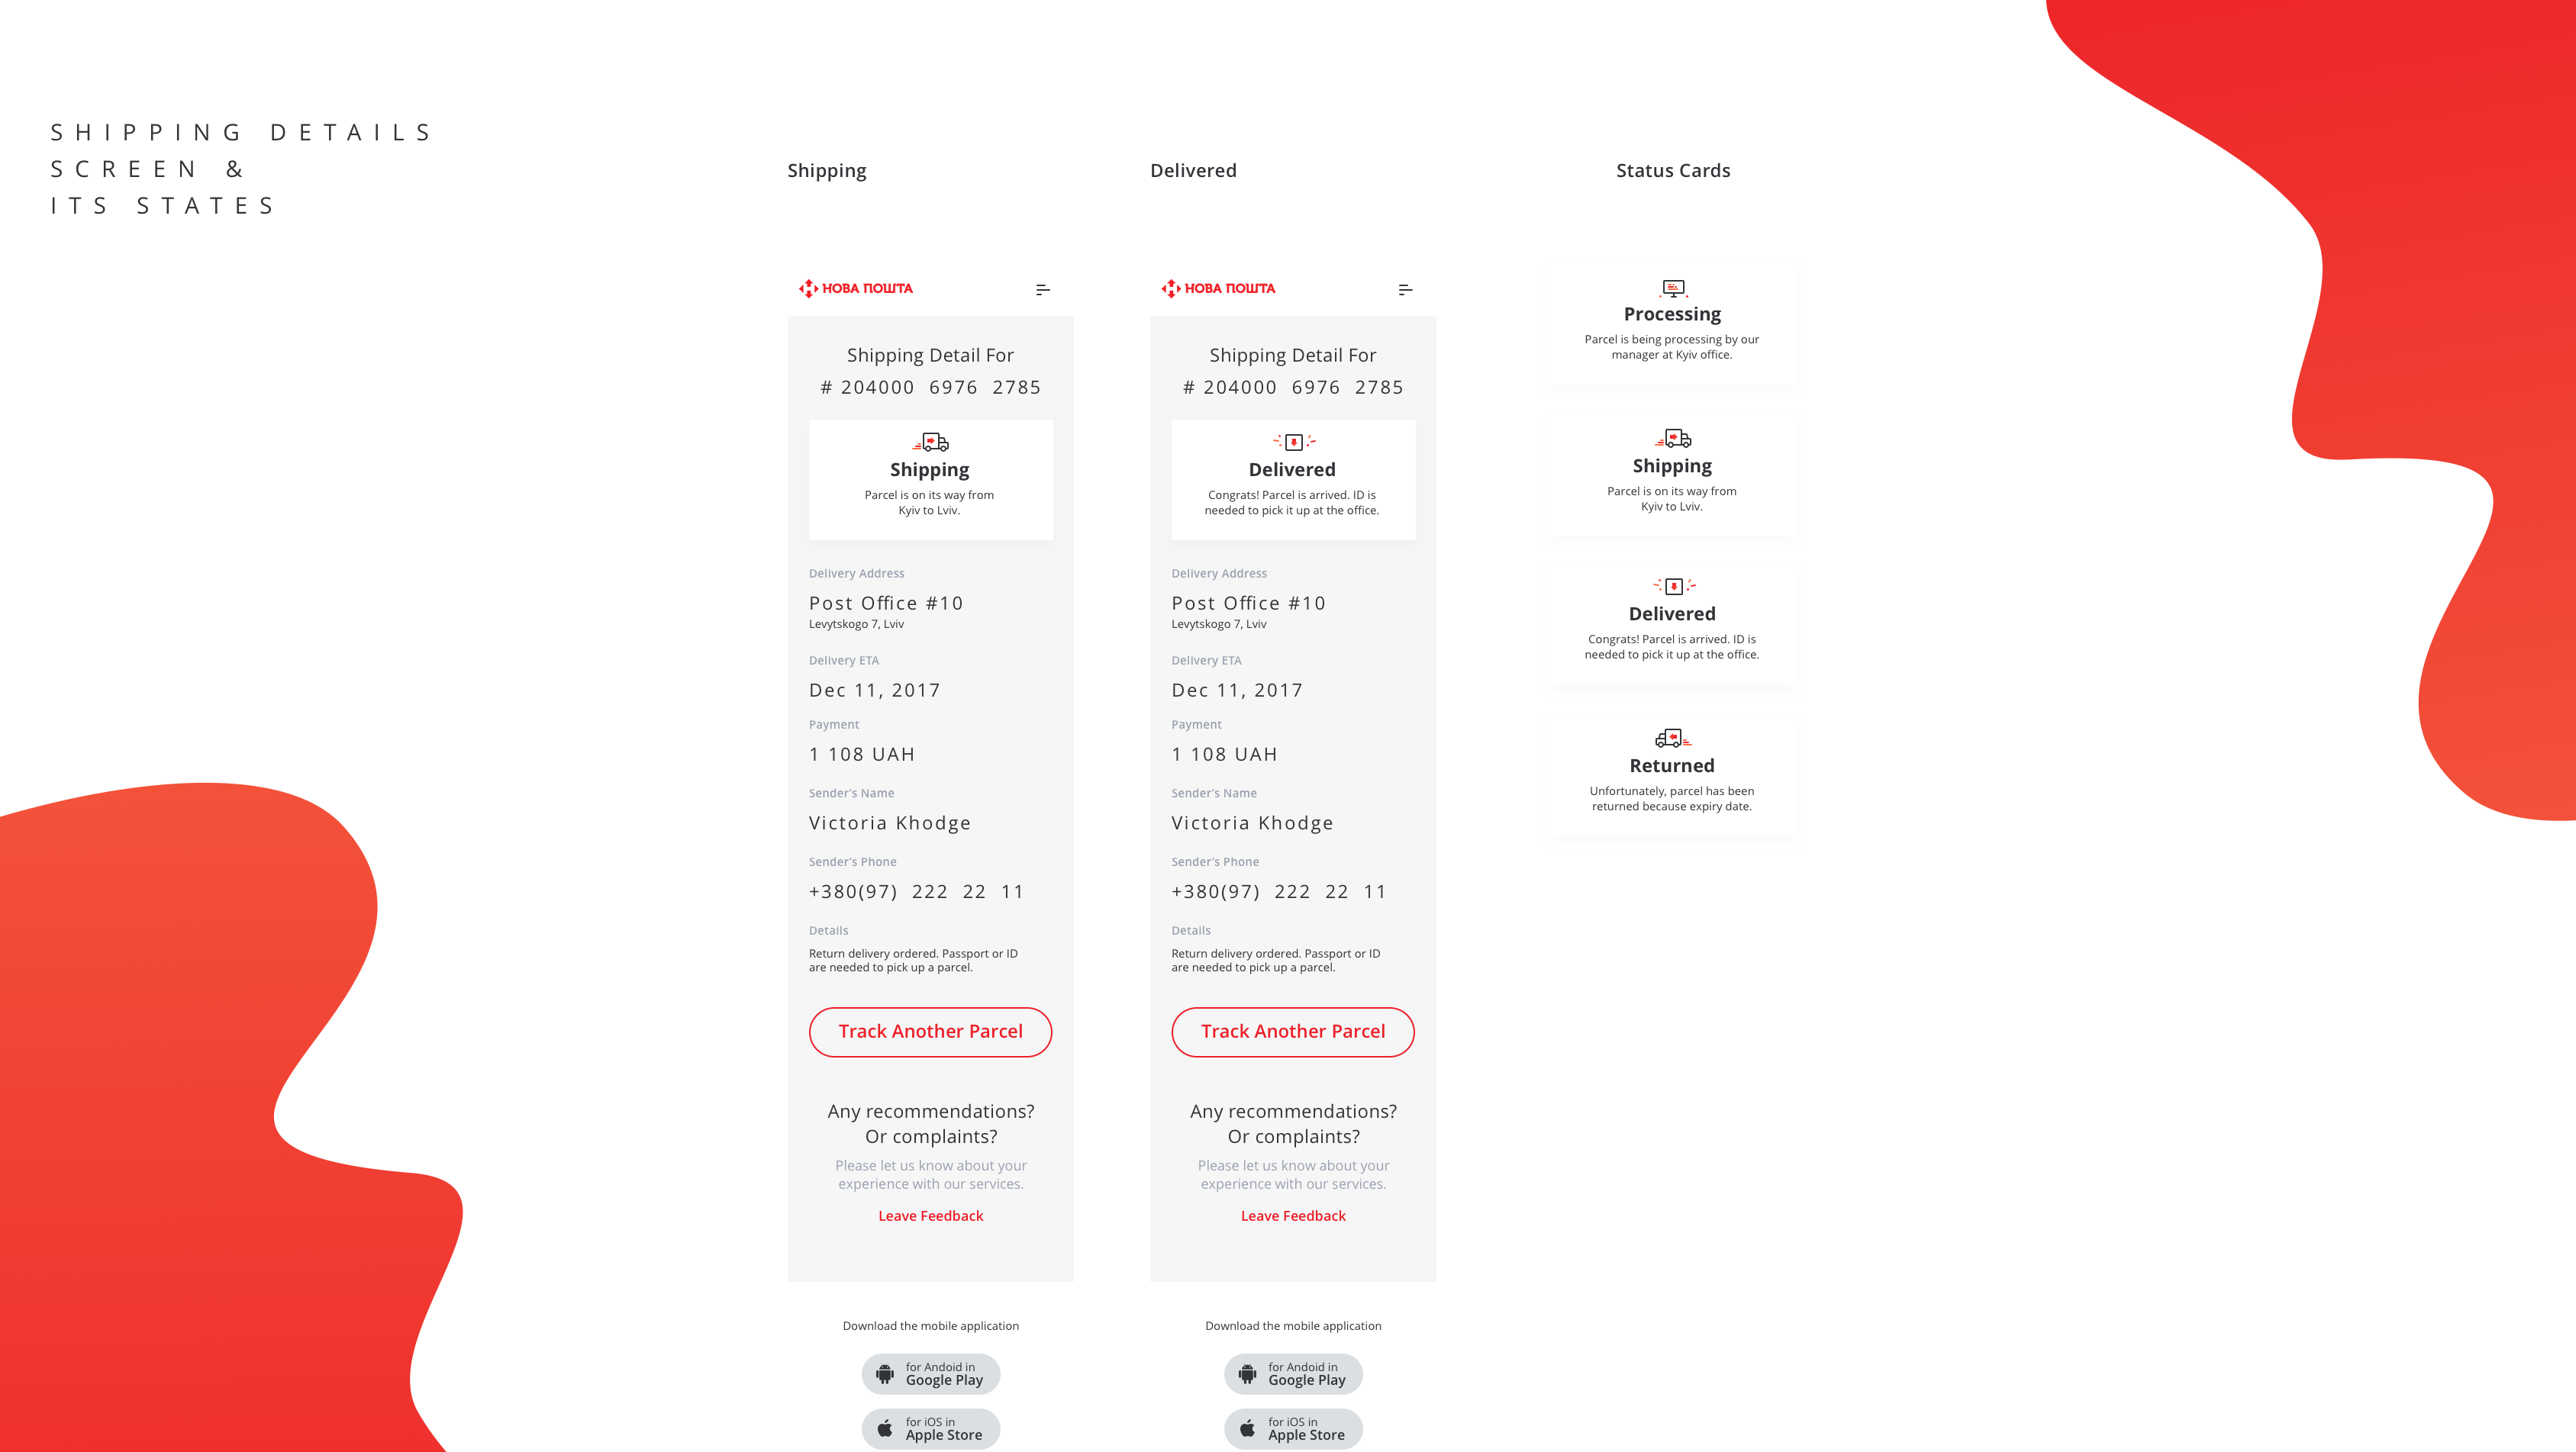 SHIPPING DETAILS
SCREEN &
ITS STATES
Shipping
НОВА ПОШТА
Shipping Detail For
# 204000 6976 2785
Shipping
Parcel is on its way from
Kyiv to Lviv.
Delivery Address
Post Office #10
Levytskogo 7, Lviv
Delivery ETA
Dec 11, 2017
Payment
1 108 UAH
Sender's Name
Victoria Khodge
Sender's Phone
+380(97) 222 22 11
Details
Return delivery ordered. Passport or ID
are needed to pick up a parcel.
Track Another Parcel
Any recommendations?
Or complaints?
Please let us know about your
experience with our services.
Leave Feedback
Download the mobile application
for Andoid in
Google Play
for iOS in
Apple Store
Delivered
НОВА ПОШТА
Shipping Detail For
# 204000 6976 2785
Delivered
Congrats! Parcel is arrived. ID is
needed to pick it up at the office.
Delivery Address
Post Office #10
Levytskogo 7, Lviv
Delivery ETA
Dec 11, 2017
Payment
1 108 UAH
Sender's Name
Victoria Khodge
Sender's Phone
+380(97) 222 22 11
Details
Return delivery ordered. Passport or ID
are needed to pick up a parcel.
Track Another Parcel
Any recommendations?
Or complaints?
Please let us know about your
experience with our services.
Leave Feedback
Download the mobile application
for Andoid in
Google Play
for iOS in
Apple Store
Status Cards
Processing
Parcel is being processing by our
manager at Kyiv office.
Shipping
Parcel is on its way from
Kyiv to Lviv.
Delivered
Congrats! Parcel is arrived. ID is
needed to pick it up at the office.
Returned
Unfortunately, parcel has been
returned because expiry date.